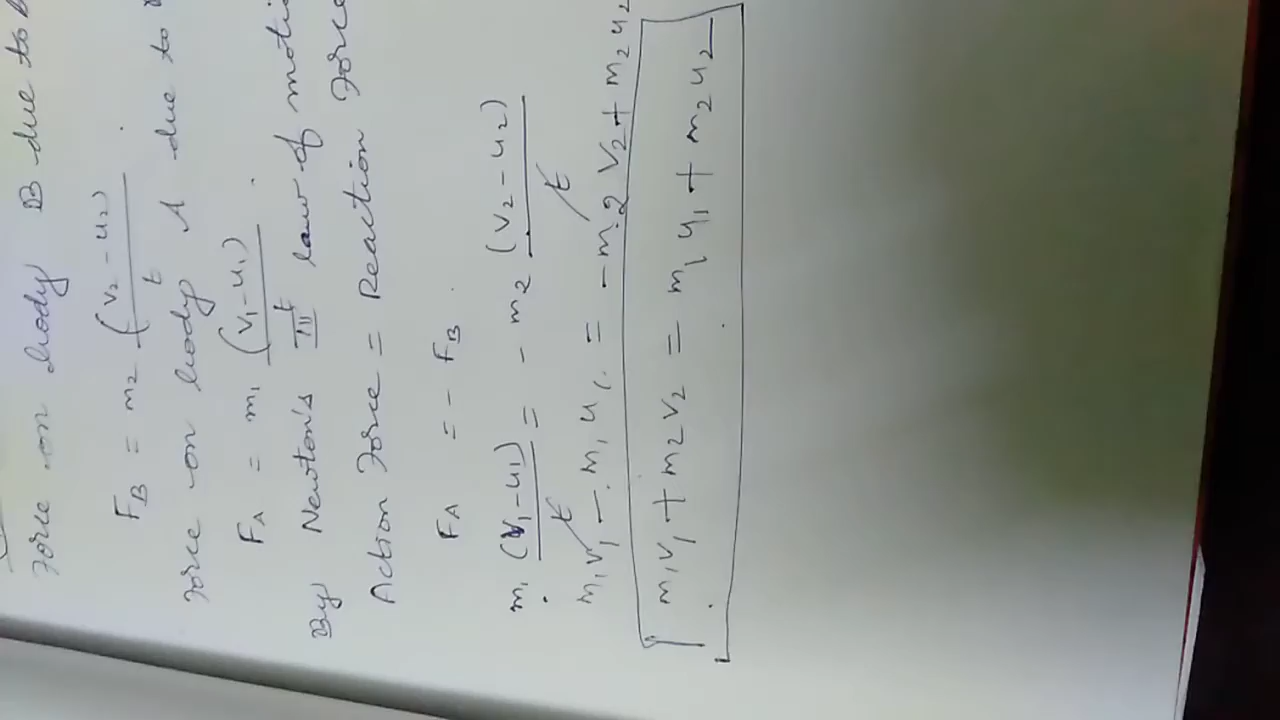 Force on body B due to
F_B = m₂ (v₂ - u₂) / t
Force on body A due to
F_A = m₁ (v₁ - u₁) / t
By Newton's III law of moti
Action Force = Reaction Force
F_A = - F_B
m₁ (v₁ - u₁) / t = - m₂ (v₂ - u₂) / t
m₁v₁ - m₁u₁ = - m₂v₂ + m₂u₂
m₁v₁ + m₂v₂ = m₁u₁ + m₂u₂